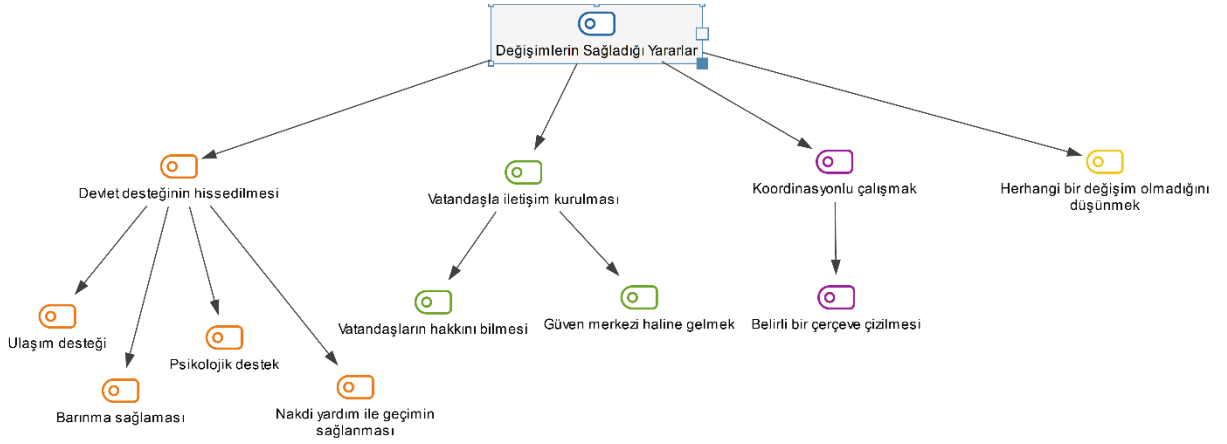 Değişimlerin Sağladığı Yararlar
Devlet desteğinin hissedilmesi
Vatandaşla iletişim kurulması
Koordinasyonlu çalışmak
Herhangi bir değişim olmadığını
düşünmek
Ulaşım desteği
Barınma sağlaması
Psikolojik destek
Nakdi yardım ile geçimin
sağlanması
Vatandaşların hakkını bilmesi
Güven merkezi haline gelmek
Belirli bir çerçeve çizilmesi